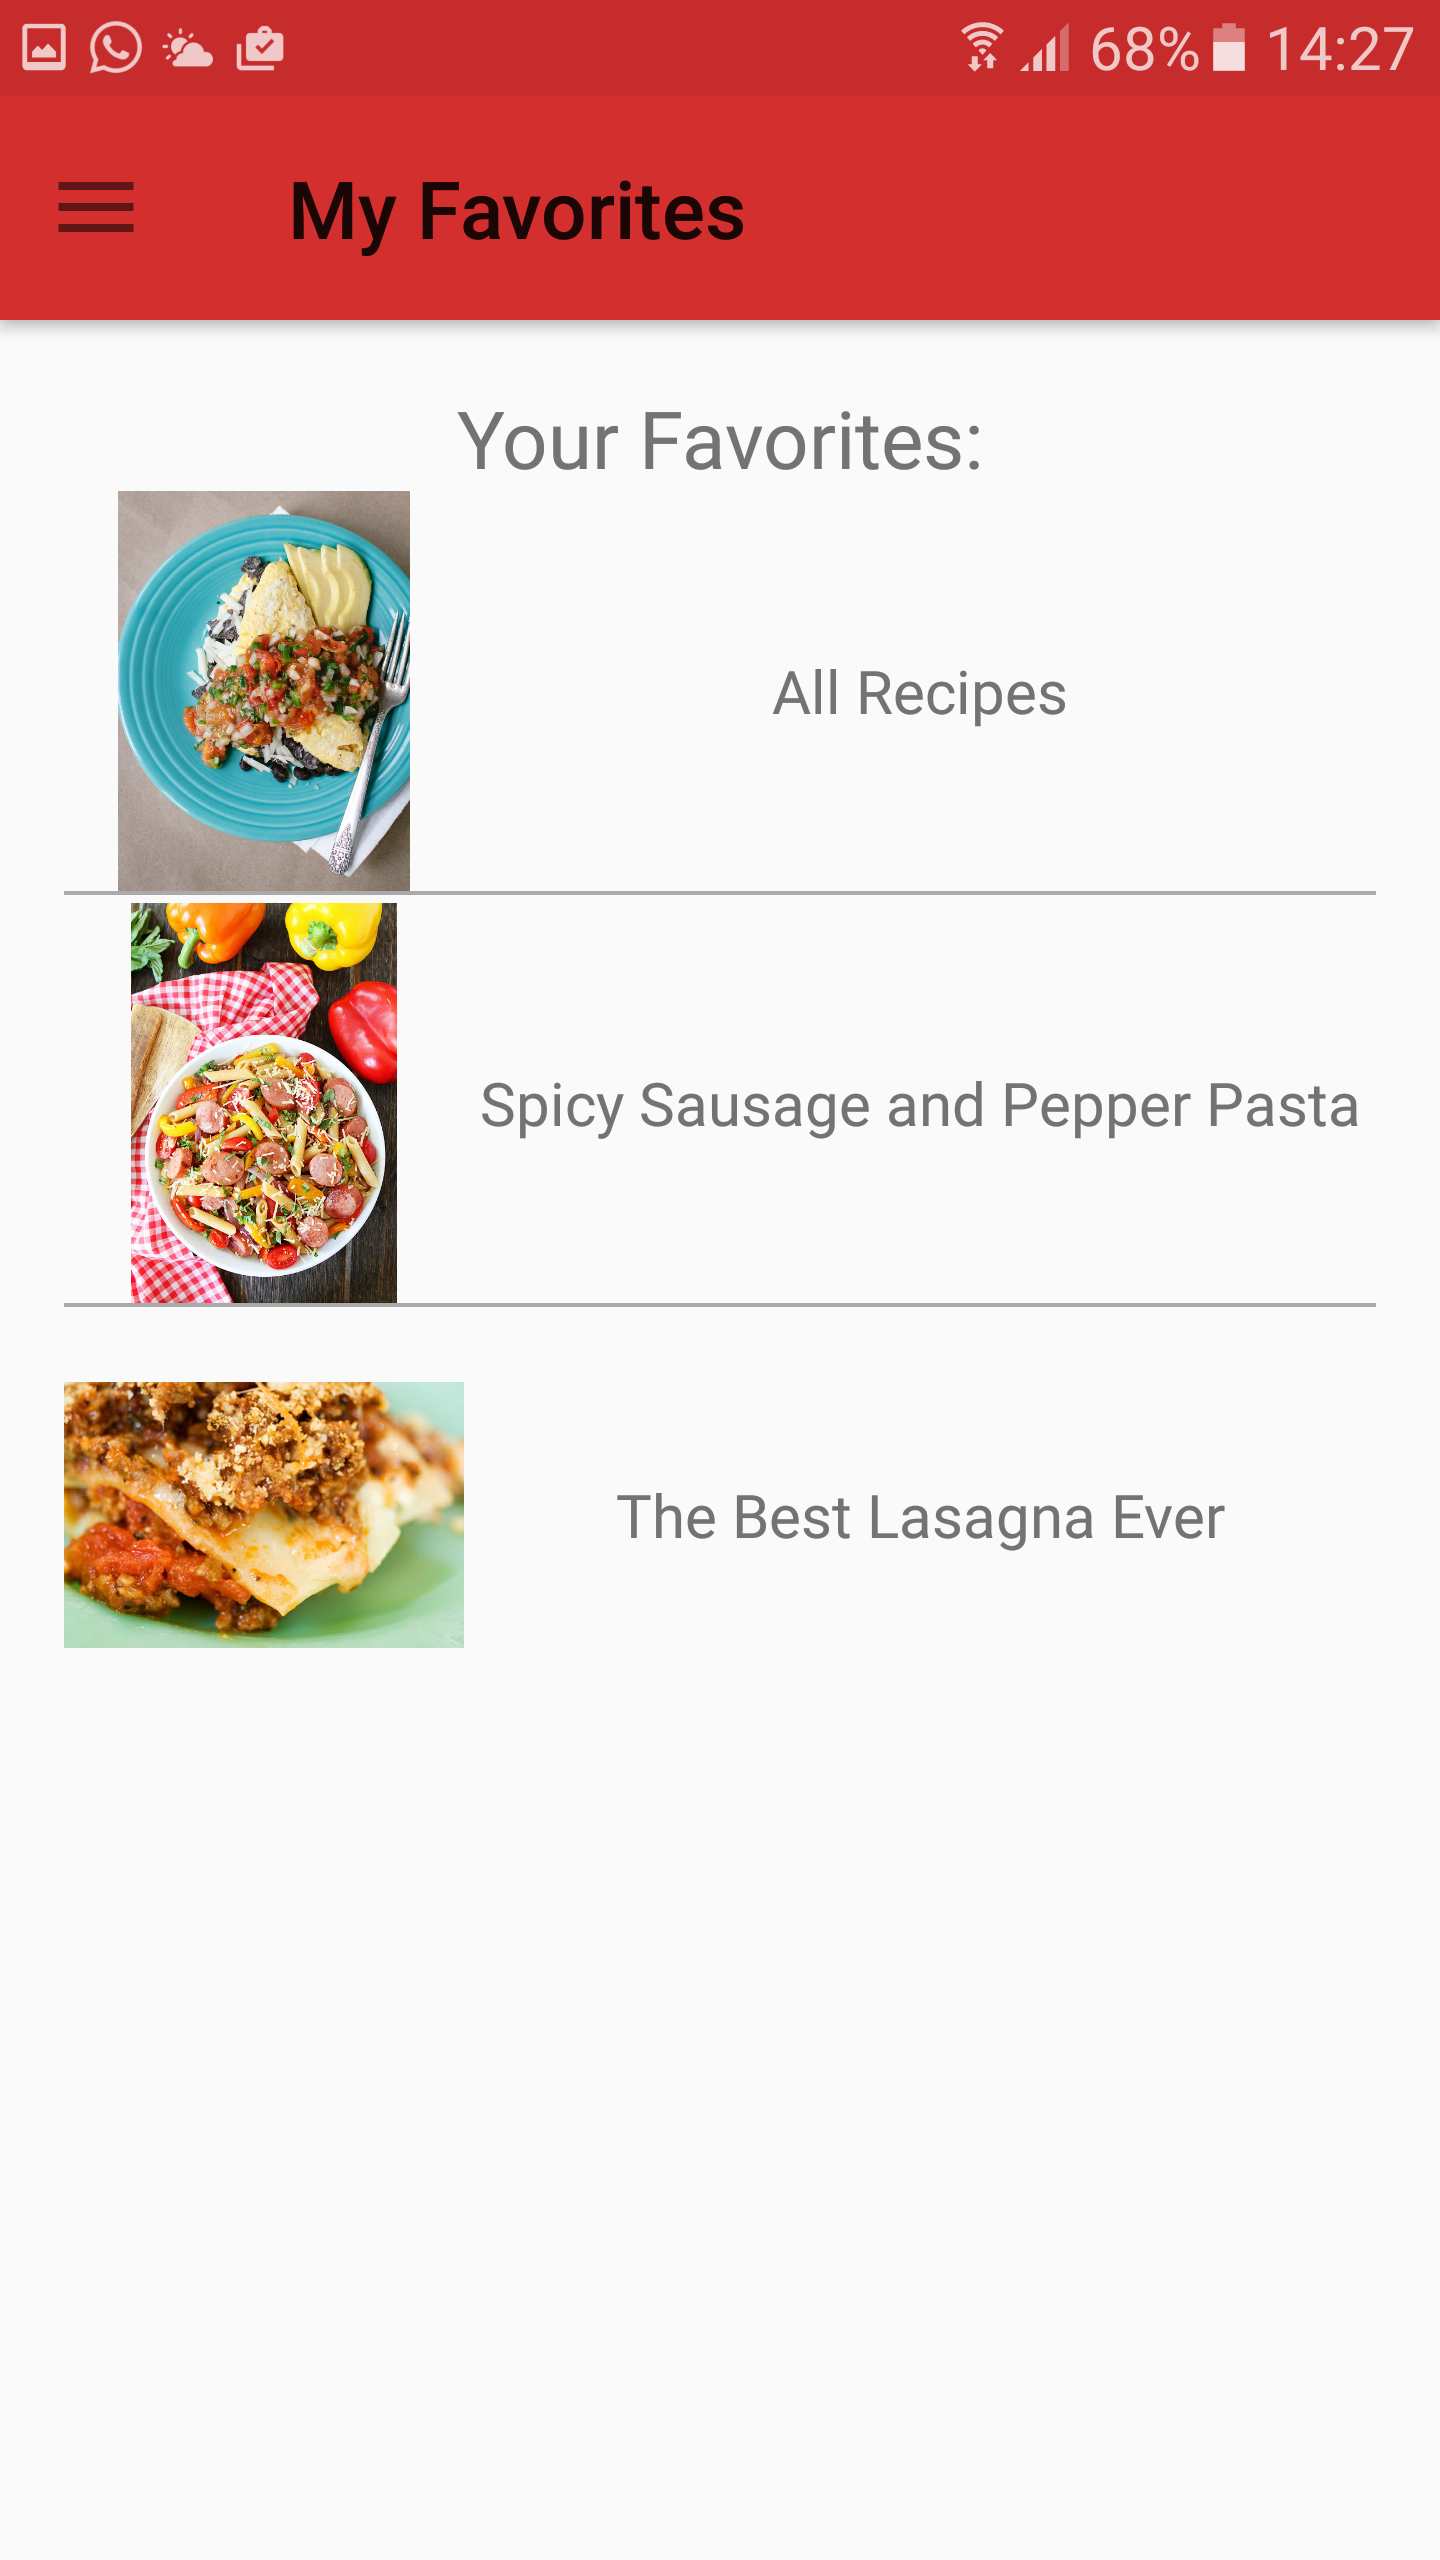 68% 14:27
My Favorites
Your Favorites:
All Recipes
Spicy Sausage and Pepper Pasta
The Best Lasagna Ever